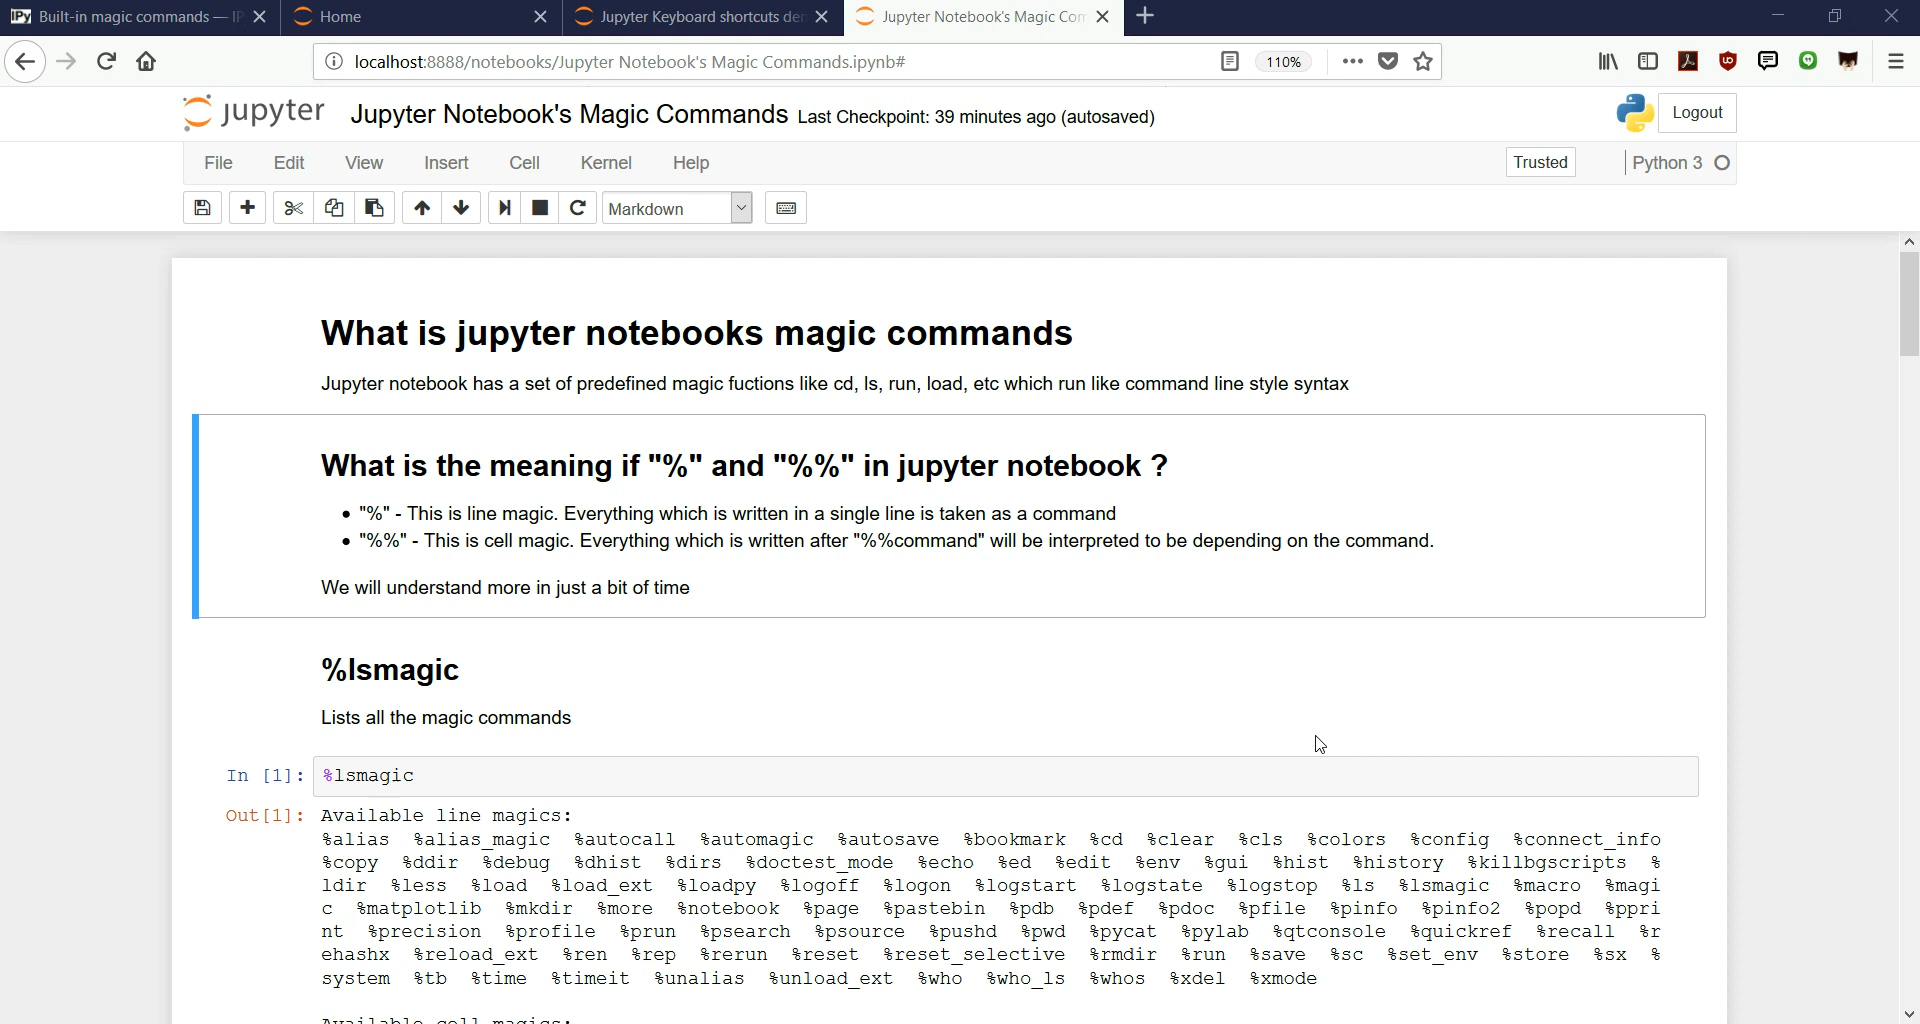 IPy Built-in magic commands — IP
Home
Jupyter Keyboard shortcuts den
Jupyter Notebook's Magic Com
localhost:8888/notebooks/Jupyter Notebook's Magic Commands.ipynb#
110%
jupyter Jupyter Notebook's Magic Commands Last Checkpoint: 39 minutes ago (autosaved)
Logout
File Edit View Insert Cell Kernel Help
Trusted
Python 3
Markdown
What is jupyter notebooks magic commands
Jupyter notebook has a set of predefined magic fuctions like cd, ls, run, load, etc which run like command line style syntax
What is the meaning if "%" and "%%" in jupyter notebook ?
• "%" - This is line magic. Everything which is written in a single line is taken as a command
• "%%" - This is cell magic. Everything which is written after "%%command" will be interpreted to be depending on the command.
We will understand more in just a bit of time
%lsmagic
Lists all the magic commands
In [1]: %lsmagic
Out[1]: Available line magics:
%alias %alias_magic %autocall %automagic %autosave %bookmark %cd %clear %cls %colors %config %connect_info
%copy %ddir %debug %dhist %dirs %doctest_mode %echo %ed %edit %env %gui %hist %history %killbgscripts %
ldir %less %load %load_ext %loadpy %logoff %logon %logstart %logstate %logstop %ls %lsmagic %macro %magi
c %matplotlib %mkdir %more %notebook %page %pastebin %pdb %pdef %pdoc %pfile %pinfo %pinfo2 %popd %ppri
nt %precision %profile %prun %psearch %psource %pushd %pwd %pycat %pylab %qtconsole %quickref %recall %r
ehashx %reload_ext %ren %rep %rerun %reset %reset_selective %rmdir %run %save %sc %set_env %store %sx %
system %tb %time %timeit %unalias %unload_ext %who %who_ls %whos %xdel %xmode
Available cell magics: